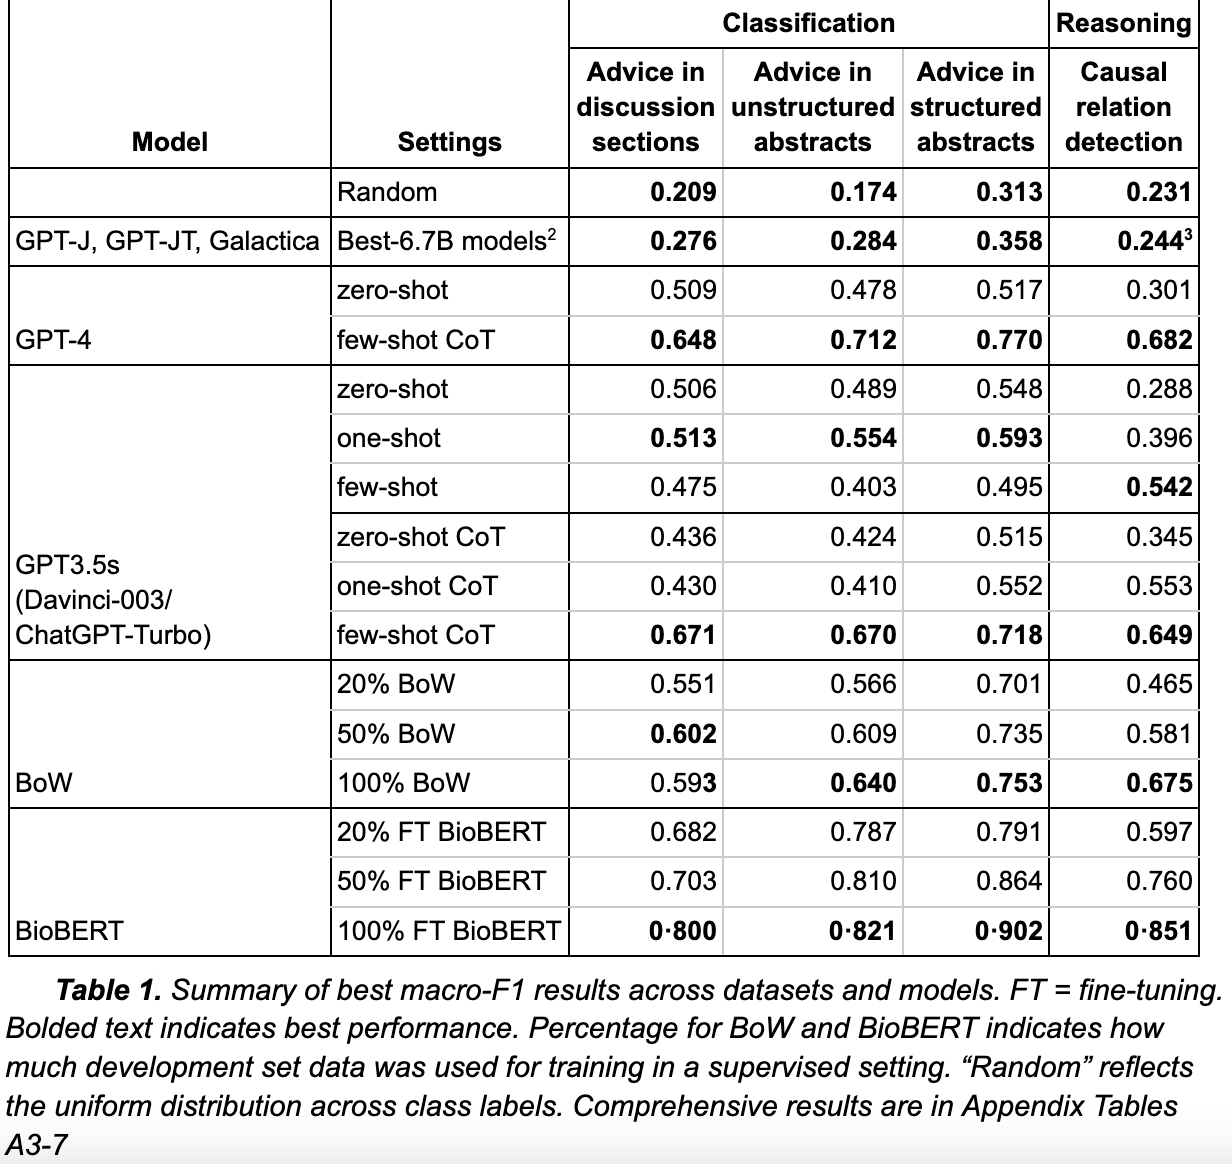 Classification Reasoning
Model Settings Advice in discussion sections Advice in unstructured abstracts Advice in structured abstracts Causal relation detection
Random 0.209 0.174 0.313 0.231
GPT-J, GPT-JT, Galactica Best-6.7B models2 0.276 0.284 0.358 0.2443
zero-shot 0.509 0.478 0.517 0.301
GPT-4 few-shot CoT 0.648 0.712 0.770 0.682
zero-shot 0.506 0.489 0.548 0.288
one-shot 0.513 0.554 0.593 0.396
few-shot 0.475 0.403 0.495 0.542
zero-shot CoT 0.436 0.424 0.515 0.345
GPT3.5s
(Davinci-003/
one-shot CoT 0.430 0.410 0.552 0.553
ChatGPT-Turbo) few-shot CoT 0.671 0.670 0.718 0.649
20% BoW 0.551 0.566 0.701 0.465
50% BoW 0.602 0.609 0.735 0.581
BoW 100% BoW 0.593 0.640 0.753 0.675
20% FT BioBERT 0.682 0.787 0.791 0.597
50% FT BioBERT 0.703 0.810 0.864 0.760
BioBERT 100% FT BioBERT 0·800 0·821 0·902 0·851
Table 1. Summary of best macro-F1 results across datasets and models. FT = fine-tuning.
Bolded text indicates best performance. Percentage for BoW and BioBERT indicates how
much development set data was used for training in a supervised setting. “Random” reflects
the uniform distribution across class labels. Comprehensive results are in Appendix Tables
A3-7